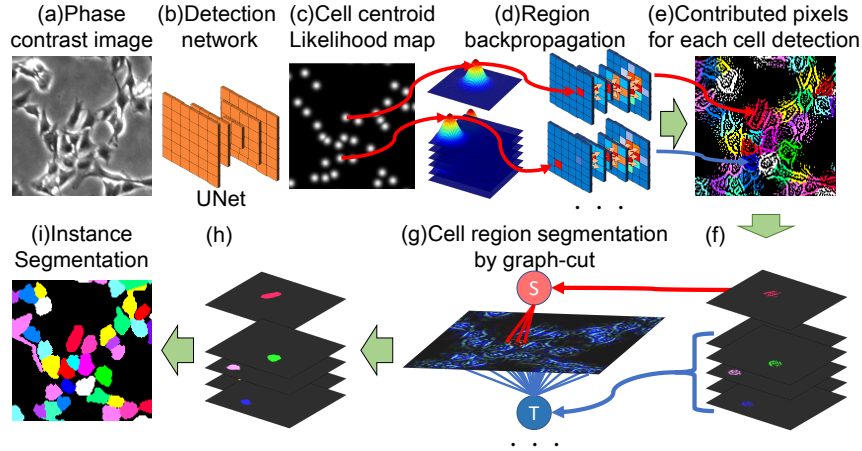 (a)Phase contrast image
(b)Detection network
(c)Cell centroid Likelihood map
(d)Region backpropagation
(e)Contributed pixels for each cell detection
UNet
. . .
(i)Instance Segmentation
(h)
(g)Cell region segmentation by graph-cut
(f)
S
T
. . .